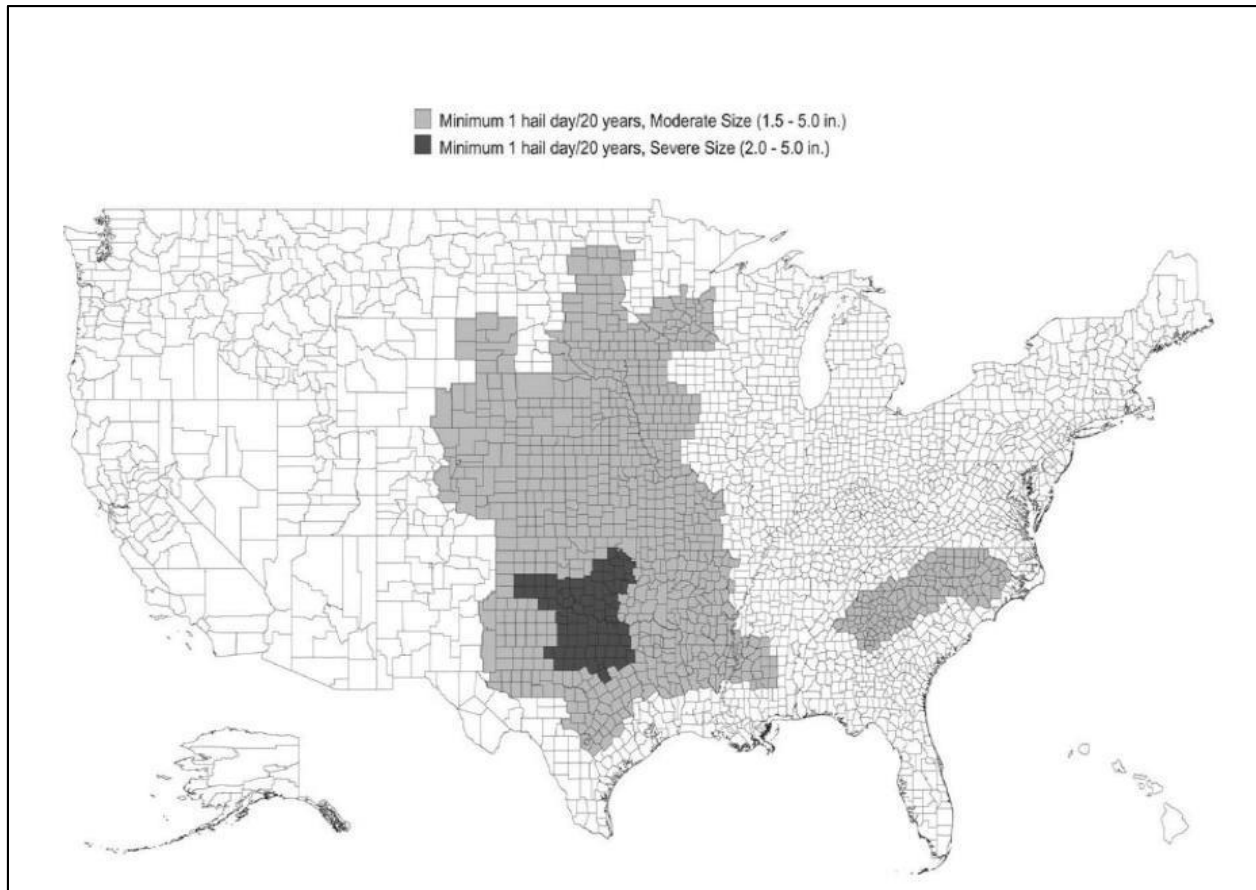 Minimum 1 hail day/20 years, Moderate Size (1.5 - 5.0 in.)
Minimum 1 hail day/20 years, Severe Size (2.0 - 5.0 in.)